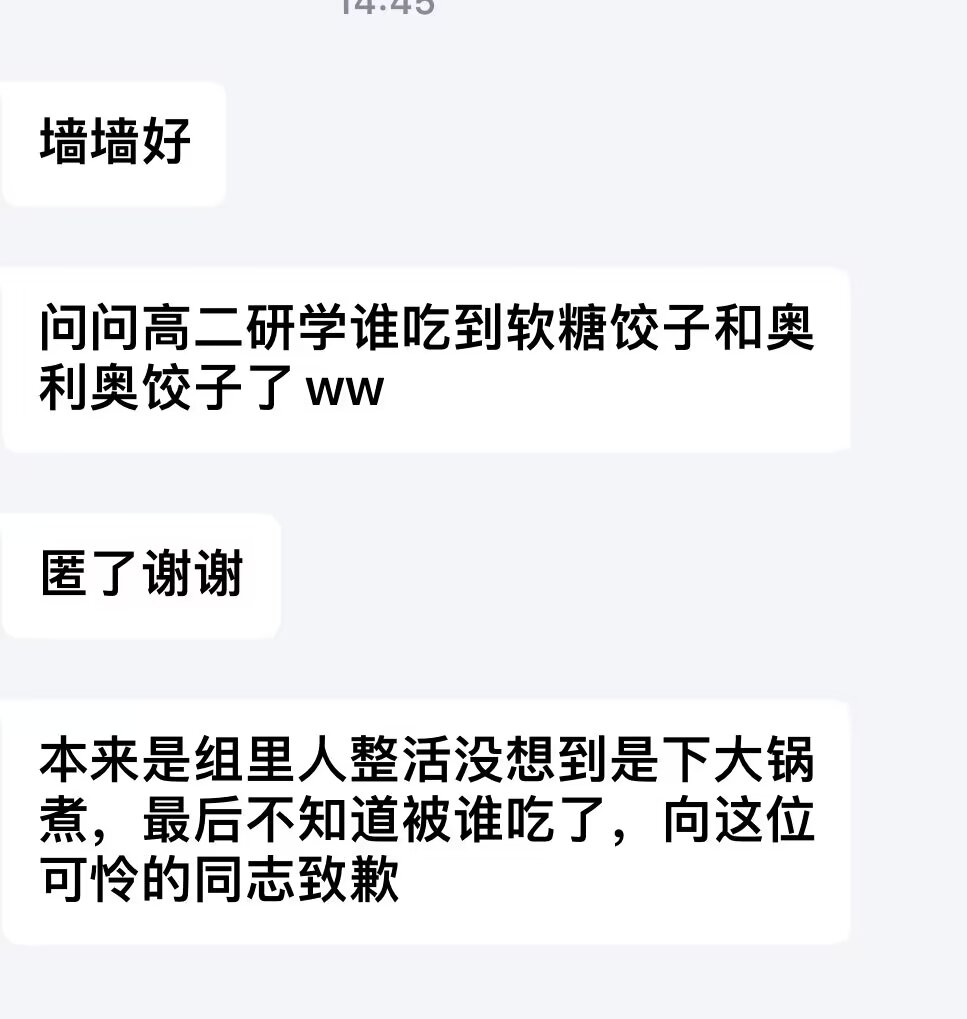 14:45
墙墙好
问问高二研学谁吃到软糖饺子和奥
利奥饺子了 ww
匿了谢谢
本来是组里人整活没想到是下大锅
煮，最后不知道被谁吃了，向这位
可怜的同志致歉